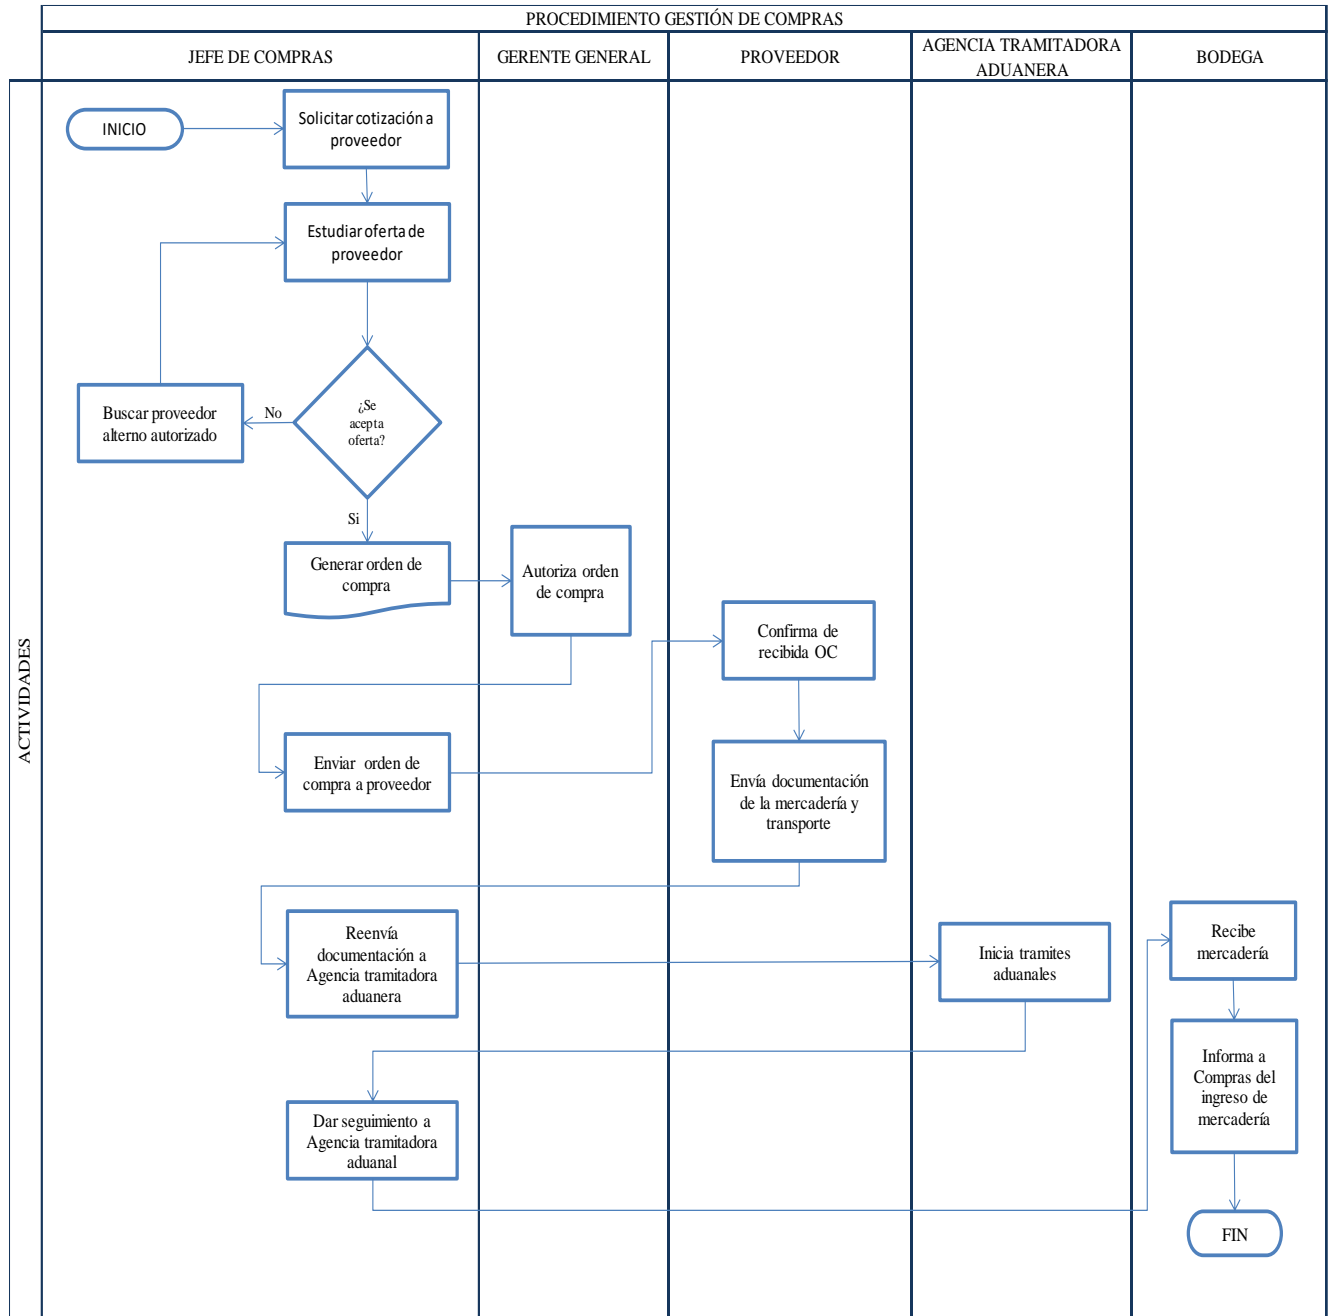 PROCEDIMIENTO GESTIÓN DE COMPRAS
JEFE DE COMPRAS
GERENTE GENERAL
PROVEEDOR
AGENCIA TRAMITADORA
ADUANERA
BODEGA
ACTIVIDADES
INICIO
Solicitar cotización a
proveedor
Estudiar oferta de
proveedor
¿Se
acepta
oferta?
No
Buscar proveedor
alterno autorizado
Si
Generar orden de
compra
Autoriza orden
de compra
Confirma de
recibida OC
Enviar orden de
compra a proveedor
Envía documentación
de la mercadería y
transporte
Reenvía
documentación a
Agencia tramitadora
aduanera
Inicia tramites
aduanales
Recibe
mercadería
Informa a
Compras del
ingreso de
mercadería
Dar seguimiento a
Agencia tramitadora
aduanal
FIN